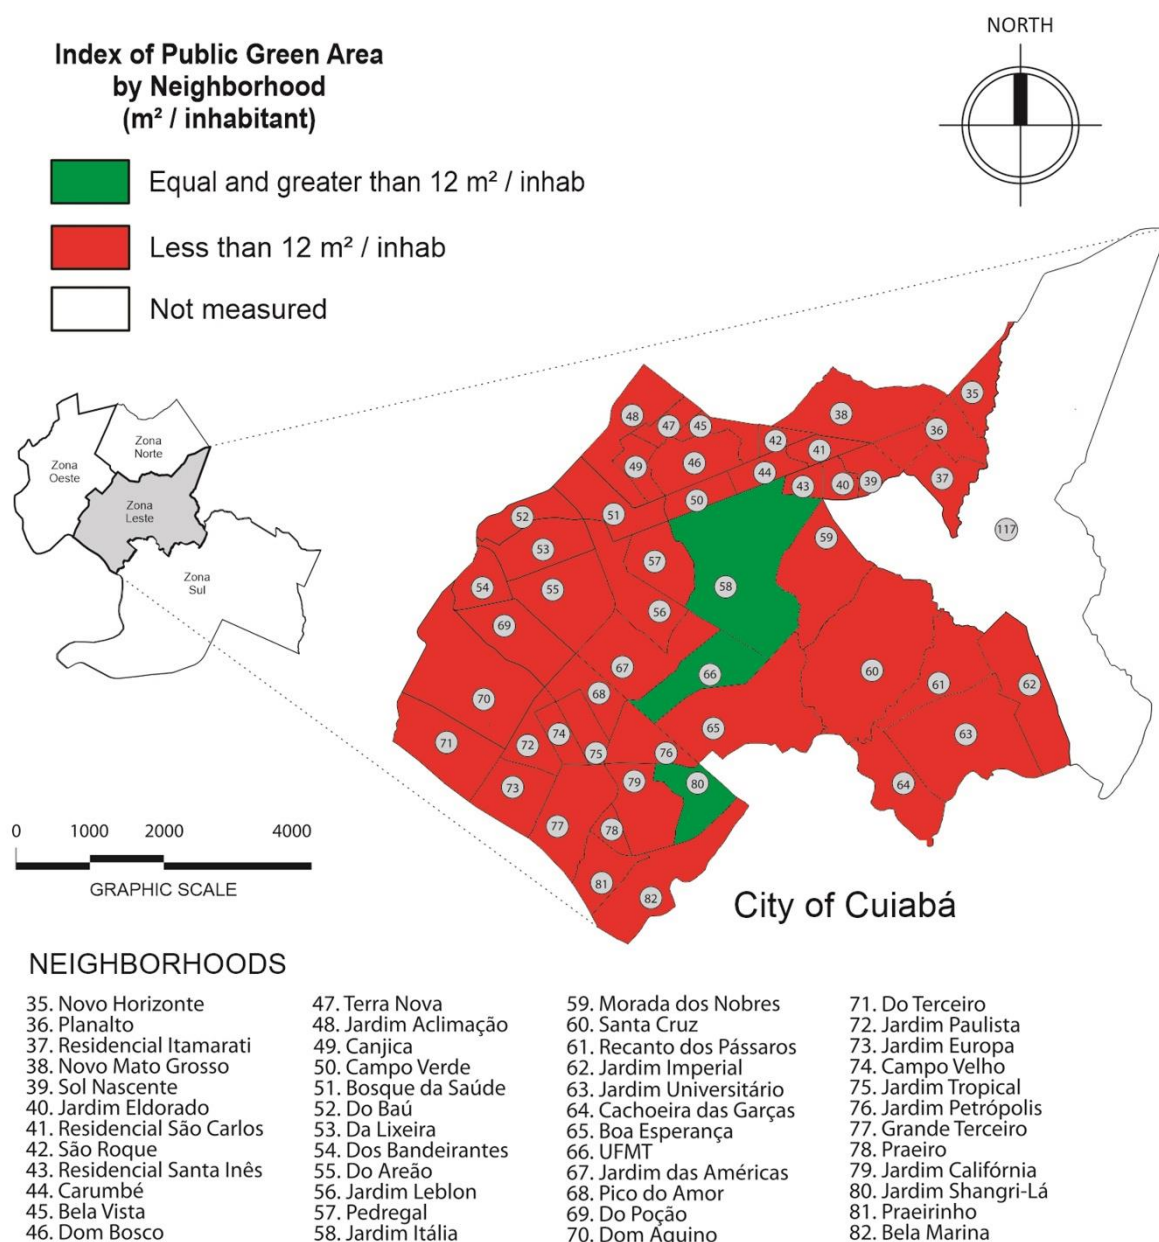 Index of Public Green Area
by Neighborhood
(m² / inhabitant)
Equal and greater than 12 m² / inhab
Less than 12 m² / inhab
Not measured
NORTH
Zona
Norte
Zona
Oeste
Zona
Leste
Zona
Sul
35
38
48
47
45
36
42
41
46
49
44
37
40
39
43
50
51
52
117
59
53
57
58
54
55
56
69
67
60
61
62
66
68
70
65
74
63
71
72
75
76
79
80
64
73
77
78
81
82
0 1000 2000 4000
GRAPHIC SCALE
City of Cuiabá
NEIGHBORHOODS
35. Novo Horizonte
36. Planalto
37. Residencial Itamarati
38. Novo Mato Grosso
39. Sol Nascente
40. Jardim Eldorado
41. Residencial São Carlos
42. São Roque
43. Residencial Santa Inês
44. Carumbé
45. Bela Vista
46. Dom Bosco
47. Terra Nova
48. Jardim Aclimação
49. Canjica
50. Campo Verde
51. Bosque da Saúde
52. Do Baú
53. Da Lixeira
54. Dos Bandeirantes
55. Do Areão
56. Jardim Leblon
57. Pedregal
58. Jardim Itália
59. Morada dos Nobres
60. Santa Cruz
61. Recanto dos Pássaros
62. Jardim Imperial
63. Jardim Universitário
64. Cachoeira das Garças
65. Boa Esperança
66. UFMT
67. Jardim das Américas
68. Pico do Amor
69. Do Poção
70. Dom Aquino
71. Do Terceiro
72. Jardim Paulista
73. Jardim Europa
74. Campo Velho
75. Jardim Tropical
76. Jardim Petrópolis
77. Grande Terceiro
78. Praeiro
79. Jardim Califórnia
80. Jardim Shangri-Lá
81. Praeirinho
82. Bela Marina